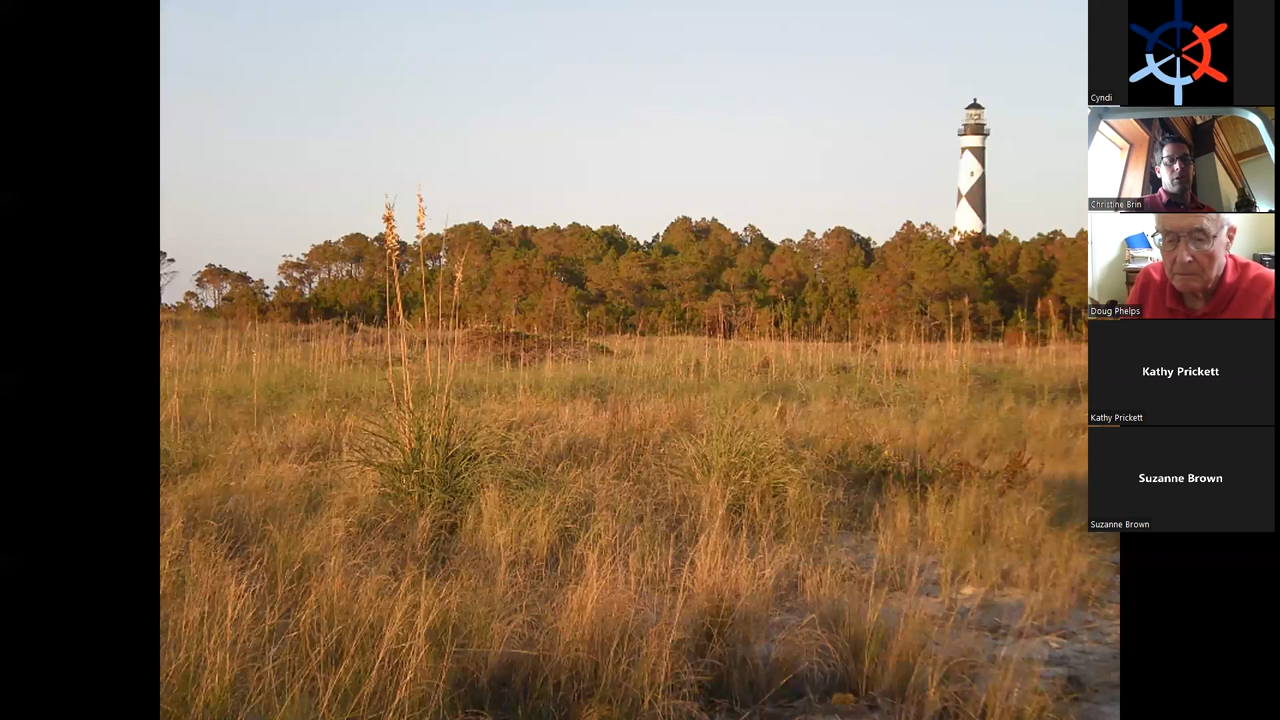 Cyndi
Christine Brin
Doug Phelps
Kathy Prickett
Kathy Prickett
Suzanne Brown
Suzanne Brown